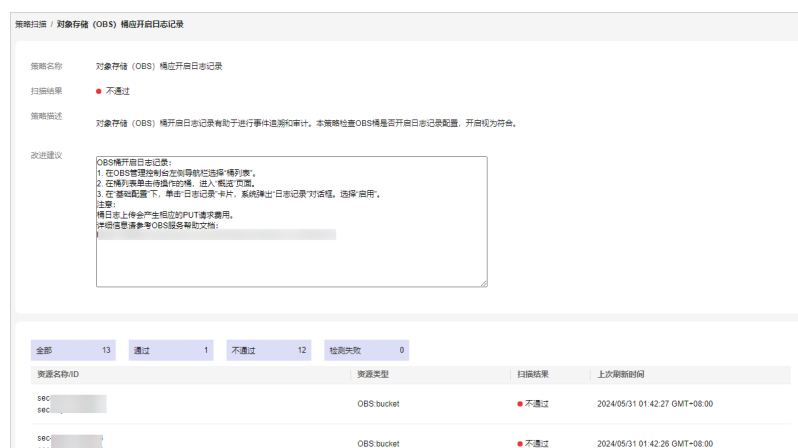 策略扫描 / 对象存储（OBS）桶应开启日志记录
策略名称 对象存储（OBS）桶应开启日志记录
扫描结果 不通过
策略描述 对象存储（OBS）桶开启日志记录有助于进行事件追溯和审计。本策略检查OBS桶是否开启日志记录配置，开启视为符合。
改进建议
OBS桶开启日志记录：
1. 在OBS管理控制台左侧导航栏选择“桶列表”。
2. 在桶列表单击待操作的桶，进入“概览”页面。
3. 在“基础配置”下，单击“日志记录”卡片，系统弹出“日志记录”对话框。选择“启用”。
注意：
桶日志上传会产生相应的PUT请求费用。
详细信息请参考OBS服务帮助文档：
全部 13 通过 1 不通过 12 检测失败 0
资源名称/ID 资源类型 扫描结果 上次刷新时间
sec-
sec-
OBS:bucket 不通过 2024/05/31 01:42:27 GMT+08:00
sec-
OBS:bucket 不通过 2024/05/31 01:42:26 GMT+08:00